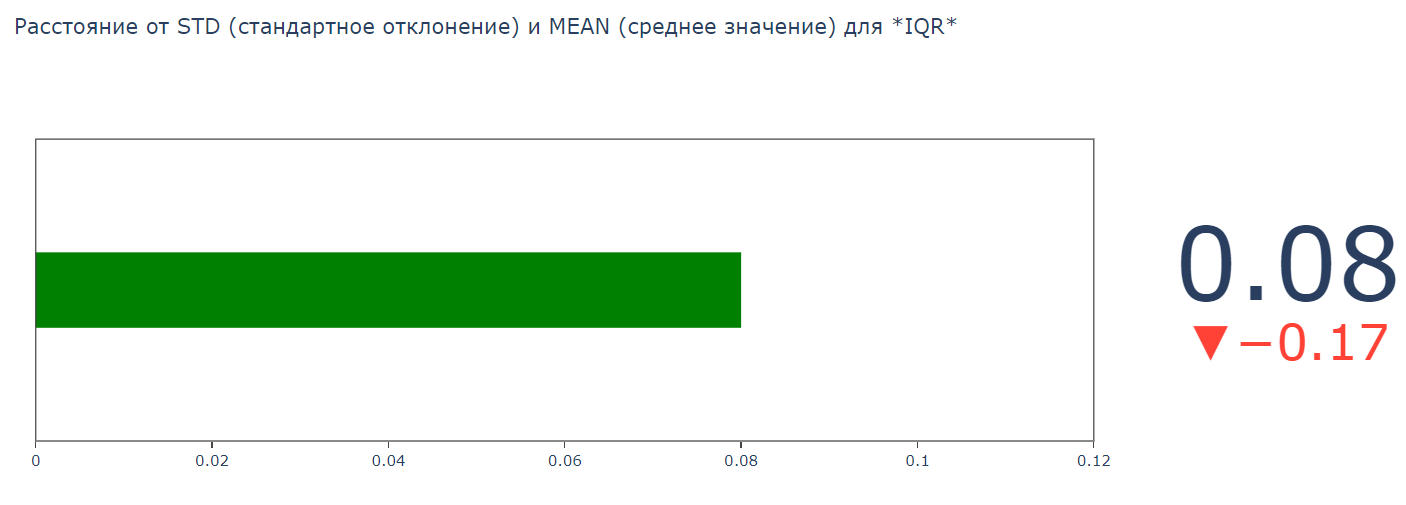 Расстояние от STD (стандартное отклонение) и MEAN (среднее значение) для *IQR*
0.08
▼−0.17
0 0.02 0.04 0.06 0.08 0.1 0.12